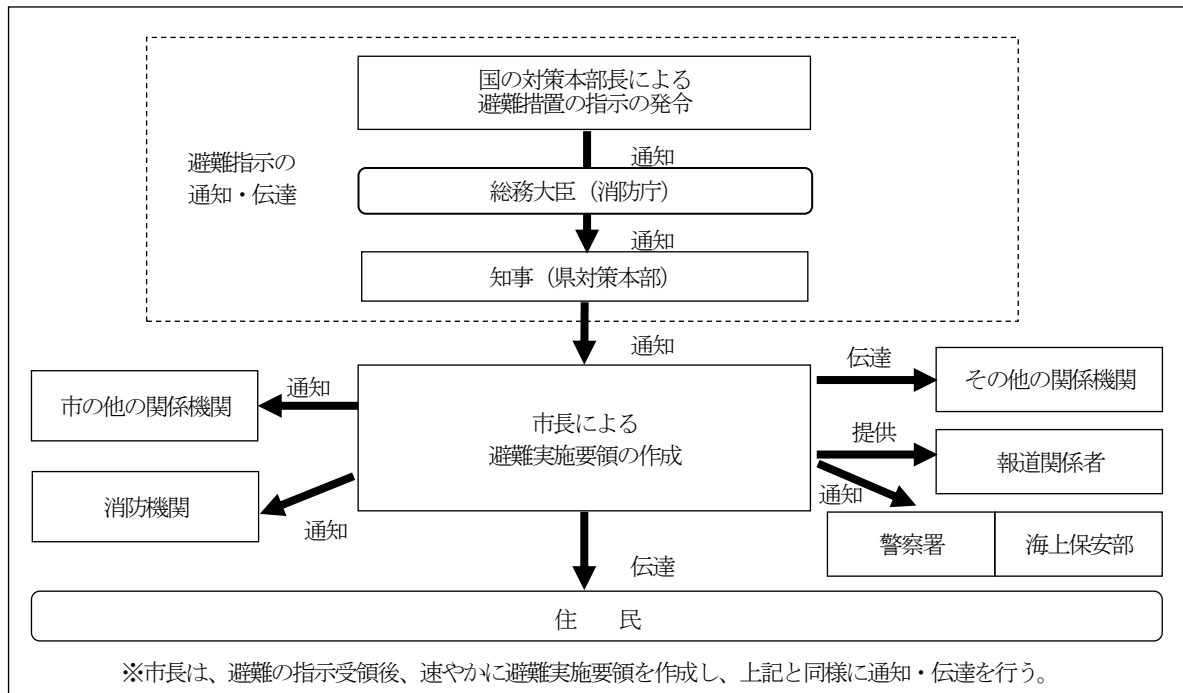 国の対策本部長による
避難措置の指示の発令
通知
避難指示の
通知・伝達
総務大臣（消防庁）
通知
知事（県対策本部）
通知
伝達
その他の関係機関
通知
市の他の関係機関
市長による
避難実施要領の作成
提供
報道関係者
消防機関
通知
通知
警察署
海上保安部
伝達
住　　民
※市長は、避難の指示受領後、速やかに避難実施要領を作成し、上記と同様に通知・伝達を行う。